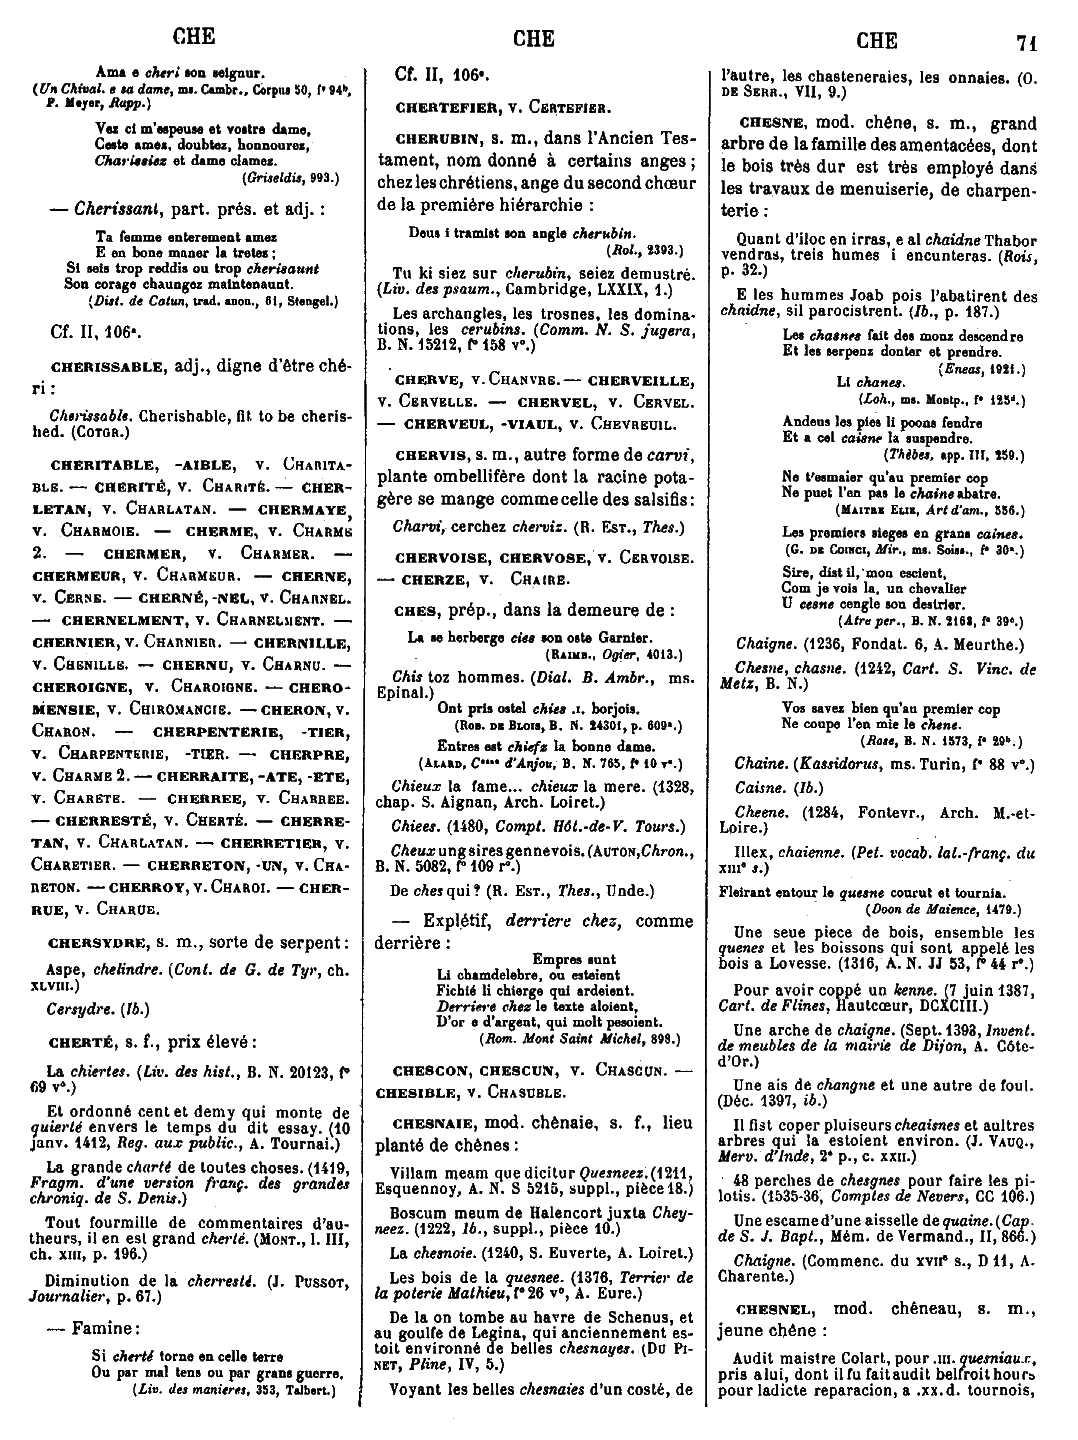 CHE
CHE
CHE
71
Ama e cheri son seignur.
(Un Chival. e sa dame, ms. Cambr., Corpus 50, f° 94ᵇ,
P. Meyer, Rapp.)
Vez ci m'espeuse et vostre dame,
Ceste amez, doubtez, honnourez,
Charissiez et dame clamez.
(Griseldis, 993.)
— Cherissant, part. prés. et adj. :
Ta femme enterement amez
E en bone maner la tretes ;
Si seis trop reddis ou trop cherisaunt
Son corage chaungez maintenaunt.
(Dist. de Catun, trad. anon., 61, Stengel.)
Cf. II, 106ᵃ.
CHERISSABLE, adj., digne d'être ché-
ri :
Cherissable. Cherishable, fit to be cheris-
hed. (COTGR.)
CHERITABLE, -AIBLE, v. CHARITA-
BLE. — CHERITÉ, v. CHARITÉ. — CHER-
LETAN, v. CHARLATAN. — CHERMAYE,
v. CHARMOIE. — CHERME, v. CHARME
2. — CHERMER, v. CHARMER. —
CHERMEUR, v. CHARMEUR. — CHERNE,
v. CERNE. — CHERNÉ, -NEL, v. CHARNEL.
— CHERNELMENT, v. CHARNELMENT. —
CHERNIER, v. CHARNIER. — CHERNILLE,
v. CHENILLE. — CHERNU, v. CHARNU. —
CHEROIGNE, v. CHAROIGNE. — CHERO-
MENSIE, v. CHIROMANCIE. — CHERON, v.
CHARON. — CHERPENTERIE, -TIER,
v. CHARPENTERIE, -TIER. — CHERPRE,
v. CHARME 2. — CHERRAITE, -ATE, -ETE,
v. CHARETE. — CHERREE, v. CHARREE.
— CHERRESTÉ, v. CHERTÉ. — CHERRE-
TAN, v. CHARLATAN. — CHERRETIER, v.
CHARETIER. — CHERRETON, -UN, v. CHA-
RETON. — CHERROY, v. CHAROI. — CHER-
RUE, v. CHARUE.
CHERSYDRE, s. m., sorte de serpent :
Aspe, chelindre. (Cont. de G. de Tyr, ch.
XLVIII.)
Cersydre. (Ib.)
CHERTÉ, s. f., prix élevé :
La chiertes. (Liv. des hist., B. N. 20123, f°
69 v°.)
Et ordonné cent et demy qui monte de
quierté envers le temps du dit essay. (10
janv. 1412, Reg. aux public., A. Tournai.)
La grande charté de toutes choses. (1419,
Fragm. d'une version franç. des grandes
chroniq. de S. Denis.)
Tout fourmille de commentaires d'au-
theurs, il en est grand cherté. (MONT., l. III,
ch. XIII, p. 196.)
Diminution de la cherresté. (J. PUSSOT,
Journalier, p. 67.)
— Famine :
Si cherté torne en celle terre
Ou par mal tens ou par grans guerre.
(Liv. des manieres, 353, Talbert.)
Cf. II, 106ᵃ.
CHERTEFIER, v. CERTEFIER.
CHERUBIN, s. m., dans l'Ancien Tes-
tament, nom donné à certains anges ;
chez les chrétiens, ange du second chœur
de la première hiérarchie :
Deus i tramist son angle cherubin.
(Rol., 2393.)
Tu ki siez sur cherubin, seiez demustré.
(Liv. des psaum., Cambridge, LXXIX, 1.)
Les archangles, les trosnes, les domina-
tions, les cerubins. (Comm. N. S. jugera,
B. N. 15212, f° 158 v°.)
CHERVE, v. CHANVRE. — CHERVEILLE,
v. CERVELLE. — CHERVEL, v. CERVEL.
— CHERVEUL, -VIAUL, v. CHEVREUIL.
CHERVIS, s. m., autre forme de carvi,
plante ombellifère dont la racine pota-
gère se mange comme celle des salsifis :
Charvi, cerchez cherviz. (R. EST., Thes.)
CHERVOISE, CHERVOSE, v. CERVOISE.
— CHERZE, v. CHAIRE.
CHES, prép., dans la demeure de :
La se herberge cies son oste Garnier.
(RAIMB., Ogier, 4013.)
Chis toz hommes. (Dial. B. Ambr., ms.
Epinal.)
Ont pris ostel chies .I. borjois.
(ROB. DE BLOIS, B. N. 24301, p. 609ᵃ.)
Entres est chiefz la bonne dame.
(ALARD, Cᵗᵉˢˢ d'Anjou, B. N. 765, f° 10 v°.)
Chieux la fame... chieux la mere. (1328,
chap. S. Aignan, Arch. Loiret.)
Chiees. (1480, Compt. Hôt.-de-V. Tours.)
Cheux ung sires gennevois. (AUTON, Chron.,
B. N. 5082, f° 109 r°.)
De ches qui ? (R. EST., Thes., Unde.)
— Explétif, derriere chez, comme
derrière :
Empres sunt
Li chamdelebre, ou esteient
Fichié li chierge qui ardeient.
Derriere chez le texte aloient,
D'or e d'argent, qui molt pesoient.
(Rom. Mont Saint Michel, 898.)
CHESCON, CHESCUN, v. CHASCUN. —
CHESIBLE, v. CHASUBLE.
CHESNAIE, mod. chênaie, s. f., lieu
planté de chênes :
Villam meam que dicitur Quesneez. (1211,
Esquennoy, A. N. S 5215, suppl., pièce 18.)
Boscum meum de Halencort juxta Chey-
neez. (1222, Ib., suppl., pièce 10.)
La chesnoie. (1240, S. Euverte, A. Loiret.)
Les bois de la quesnee. (1376, Terrier de
la poterie Mathieu, f° 26 v°, A. Eure.)
De la on tombe au havre de Schenus, et
au goulfe de Legina, qui anciennement es-
toit environné de belles chesnayes. (DU PI-
NET, Pline, IV, 5.)
Voyant les belles chesnaies d'un costé, de
l'autre, les chasteneraies, les onnaies. (O.
DE SERR., VII, 9.)
CHESNE, mod. chêne, s. m., grand
arbre de la famille des amentacées, dont
le bois très dur est très employé dans
les travaux de menuiserie, de charpen-
terie :
Quant d'iloc en irras, e al chaidne Thabor
vendras, treis humes i encunteras. (Rois,
p. 32.)
E les hummes Joab pois l'abatirent des
chaidne, sil parocistrent. (Ib., p. 187.)
Les chasnes fait des monz descendre
Et les serpenz donter et prendre.
(Eneas, 1921.)
Li chanes.
(Loh., ms. Montp., f° 125ᵈ.)
Andeus les pies li poons fendre
Et a cel caisne la suspendre.
(Thèbes, app. III, 259.)
Ne t'esmaier qu'au premier cop
Ne puet l'en pas le chaine abatre.
(MAITRE ELIE, Art d'am., 556.)
Les premiers sieges en grans caines.
(G. DE COINCI, Mir., ms. Soiss., f° 30ᵃ.)
Sire, dist il, mon escient,
Com je vois la, un chevalier
U cesne cengle son destrier.
(Atre per., B. N. 2168, f° 39ᵃ.)
Chaigne. (1236, Fondat. 6, A. Meurthe.)
Chesne, chasne. (1242, Cart. S. Vinc. de
Metz, B. N.)
Vos savez bien qu'au premier cop
Ne coupe l'en mie le chene.
(Rose, B. N. 1573, f° 29ᵇ.)
Chaine. (Kassidorus, ms. Turin, f° 88 v°.)
Caisne. (Ib.)
Cheene. (1284, Fontevr., Arch. M.-et-
Loire.)
Illex, chaienne. (Pet. vocab. lat.-franç. du
XIIIᵉ s.)
Fleirant entour le quesne courut et tournia.
(Doon de Maience, 1479.)
Une seue piece de bois, ensemble les
quenes et les boissons qui sont appelé les
bois a Lovesse. (1316, A. N. JJ 53, f° 44 r°.)
Pour avoir coppé un kenne. (7 juin 1387,
Cart. de Flines, Hautcœur, DCXCIII.)
Une arche de chaigne. (Sept. 1393, Invent.
de meubles de la mairie de Dijon, A. Côte-
d'Or.)
Une ais de changne et une autre de foul.
(Déc. 1397, ib.)
Il fist coper pluiseurs cheaisnes et aultres
arbres qui la estoient environ. (J. VAUQ.,
Merv. d'Inde, 2ᵉ p., c. XXII.)
48 perches de chesgnes pour faire les pi-
lotis. (1535-36, Comptes de Nevers, CC 106.)
Une escame d'une aisselle de quaine. (Cap.
de S. J. Bapt., Mém. de Vermand., II, 866.)
Chaigne. (Commenc. du XVIIᵉ s., D 11, A.
Charente.)
CHESNEL, mod. chêneau, s. m.,
jeune chêne :
Audit maistre Colart, pour .III. quesniaux,
pris a lui, dont il fu fait audit belfroit hours
pour ladicte reparacion, a .XX. d. tournois,